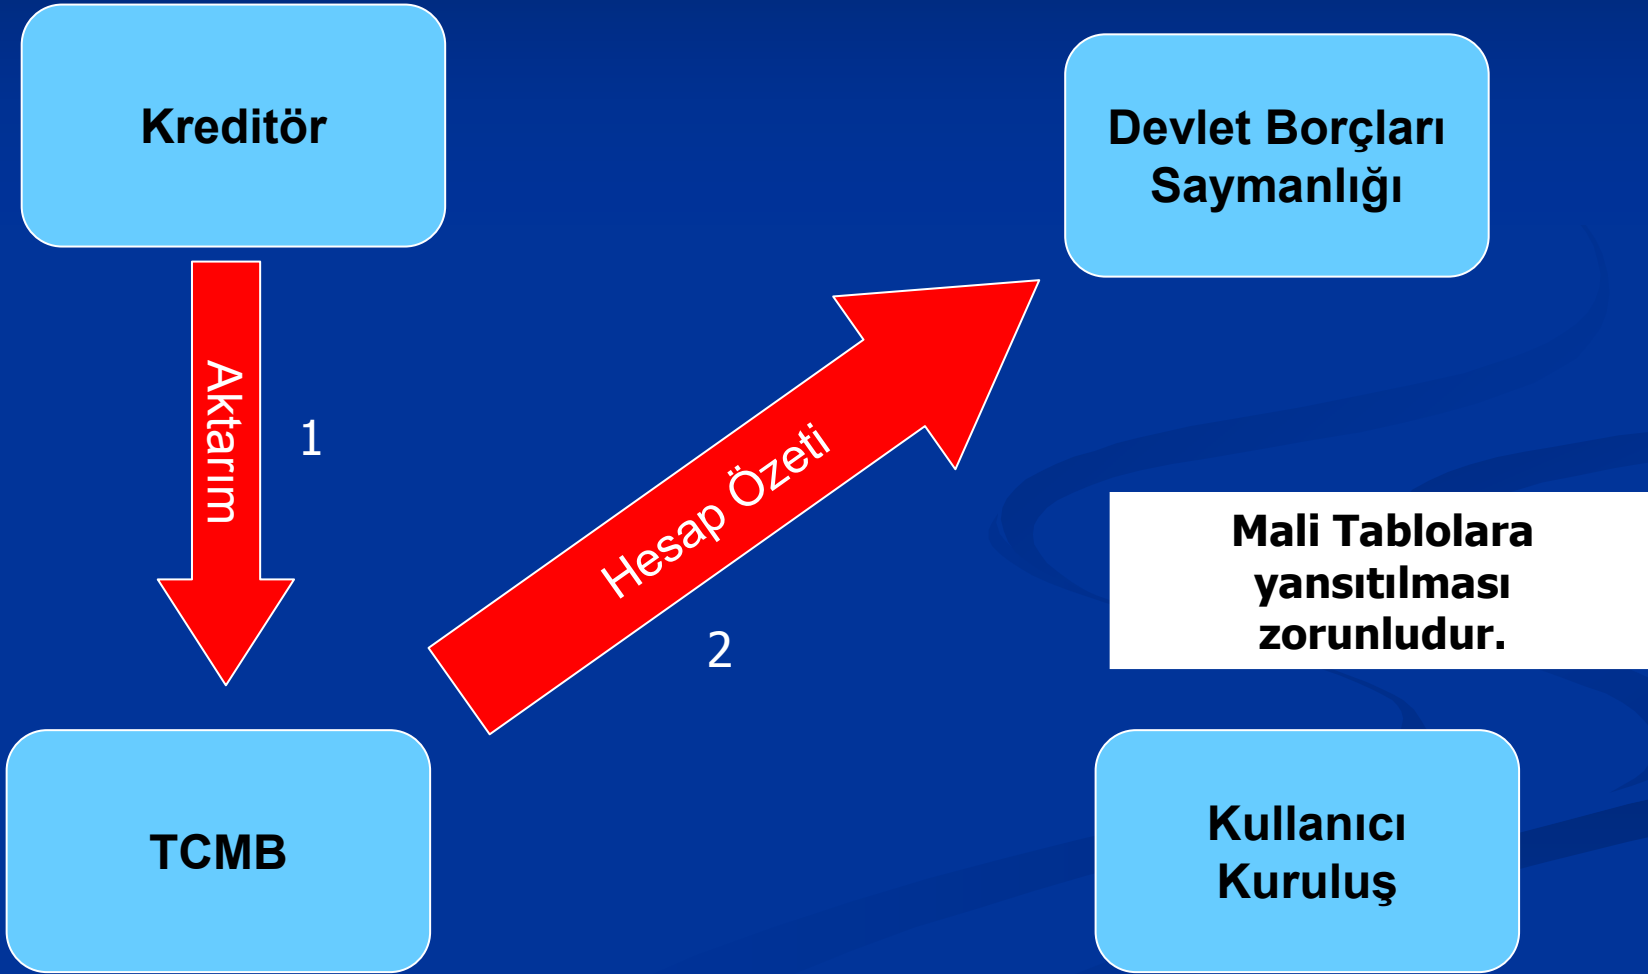 Kreditör
Devlet Borçları
Saymanlığı
Aktarım
1
Hesap Özeti
2
Mali Tablolara
yansıtılması
zorunludur.
TCMB
Kullanıcı
Kuruluş